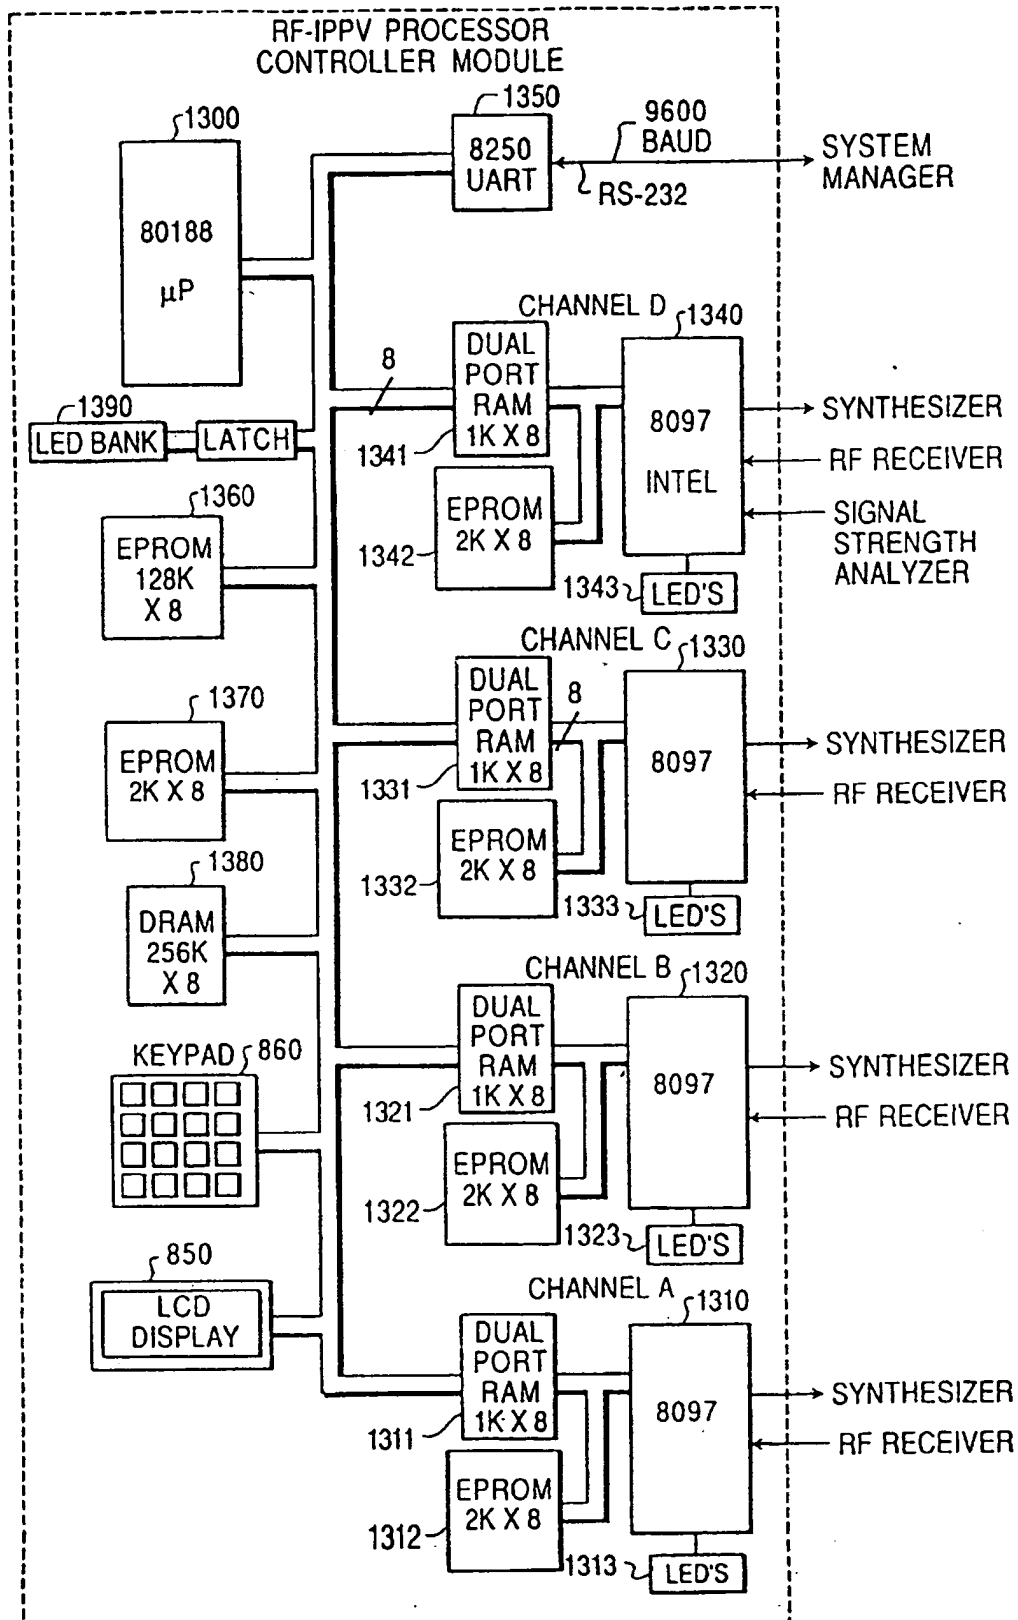 RF-IPPV PROCESSOR
CONTROLLER MODULE
1300
80188
µP
1350
8250
UART
9600
BAUD
RS-232
SYSTEM
MANAGER
1390
LED BANK
LATCH
8
CHANNEL D
DUAL
PORT
RAM
1K X 8
1341
EPROM
2K X 8
1342
1340
8097
INTEL
1343
LED'S
SYNTHESIZER
RF RECEIVER
SIGNAL
STRENGTH
ANALYZER
1360
EPROM
128K
X 8
CHANNEL C
DUAL
PORT
RAM
1K X 8
8
1331
EPROM
2K X 8
1332
1330
8097
1333
LED'S
SYNTHESIZER
RF RECEIVER
1370
EPROM
2K X 8
1380
DRAM
256K
X 8
CHANNEL B
DUAL
PORT
RAM
1K X 8
1321
EPROM
2K X 8
1322
1320
8097
1323
LED'S
SYNTHESIZER
RF RECEIVER
KEYPAD
860
850
LCD
DISPLAY
CHANNEL A
DUAL
PORT
RAM
1K X 8
1311
EPROM
2K X 8
1312
1310
8097
1313
LED'S
SYNTHESIZER
RF RECEIVER